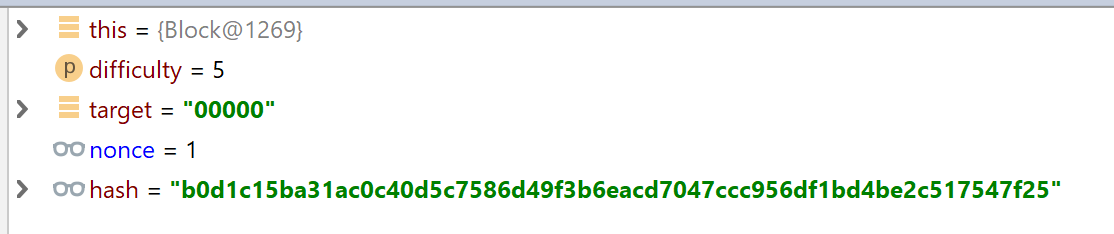 this = {Block@1269}
p difficulty = 5
target = "00000"
nonce = 1
hash = "b0d1c15ba31ac0c40d5c7586d49f3b6eacd7047ccc956df1bd4be2c517547f25"